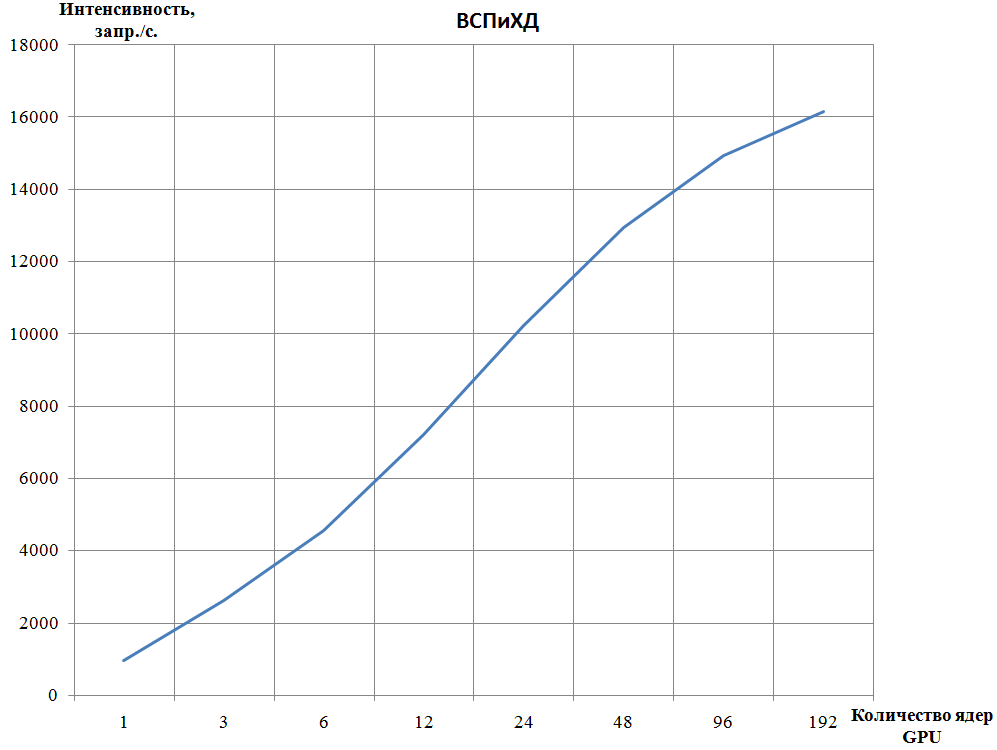 Интенсивность,
запр./с.
ВСПиХД
18000
16000
14000
12000
10000
8000
6000
4000
2000
0
1 3 6 12 24 48 96 192
Количество ядер
GPU